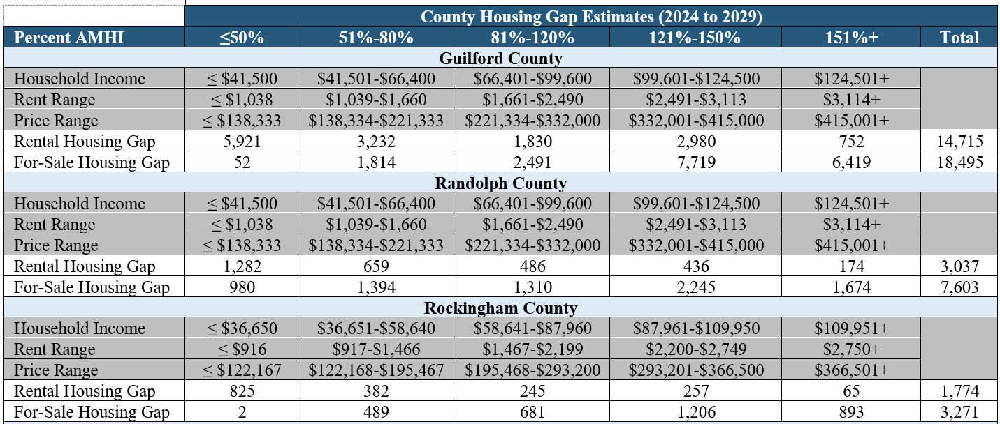 County Housing Gap Estimates (2024 to 2029)
Percent AMHI ≤50% 51%-80% 81%-120% 121%-150% 151%+ Total
Guilford County
Household Income ≤ $41,500 $41,501-$66,400 $66,401-$99,600 $99,601-$124,500 $124,501+
Rent Range ≤ $1,038 $1,039-$1,660 $1,661-$2,490 $2,491-$3,113 $3,114+
Price Range ≤ $138,333 $138,334-$221,333 $221,334-$332,000 $332,001-$415,000 $415,001+
Rental Housing Gap 5,921 3,232 1,830 2,980 752 14,715
For-Sale Housing Gap 52 1,814 2,491 7,719 6,419 18,495
Randolph County
Household Income ≤ $41,500 $41,501-$66,400 $66,401-$99,600 $99,601-$124,500 $124,501+
Rent Range ≤ $1,038 $1,039-$1,660 $1,661-$2,490 $2,491-$3,113 $3,114+
Price Range ≤ $138,333 $138,334-$221,333 $221,334-$332,000 $332,001-$415,000 $415,001+
Rental Housing Gap 1,282 659 486 436 174 3,037
For-Sale Housing Gap 980 1,394 1,310 2,245 1,674 7,603
Rockingham County
Household Income ≤ $36,650 $36,651-$58,640 $58,641-$87,960 $87,961-$109,950 $109,951+
Rent Range ≤ $916 $917-$1,466 $1,467-$2,199 $2,200-$2,749 $2,750+
Price Range ≤ $122,167 $122,168-$195,467 $195,468-$293,200 $293,201-$366,500 $366,501+
Rental Housing Gap 825 382 245 257 65 1,774
For-Sale Housing Gap 2 489 681 1,206 893 3,271